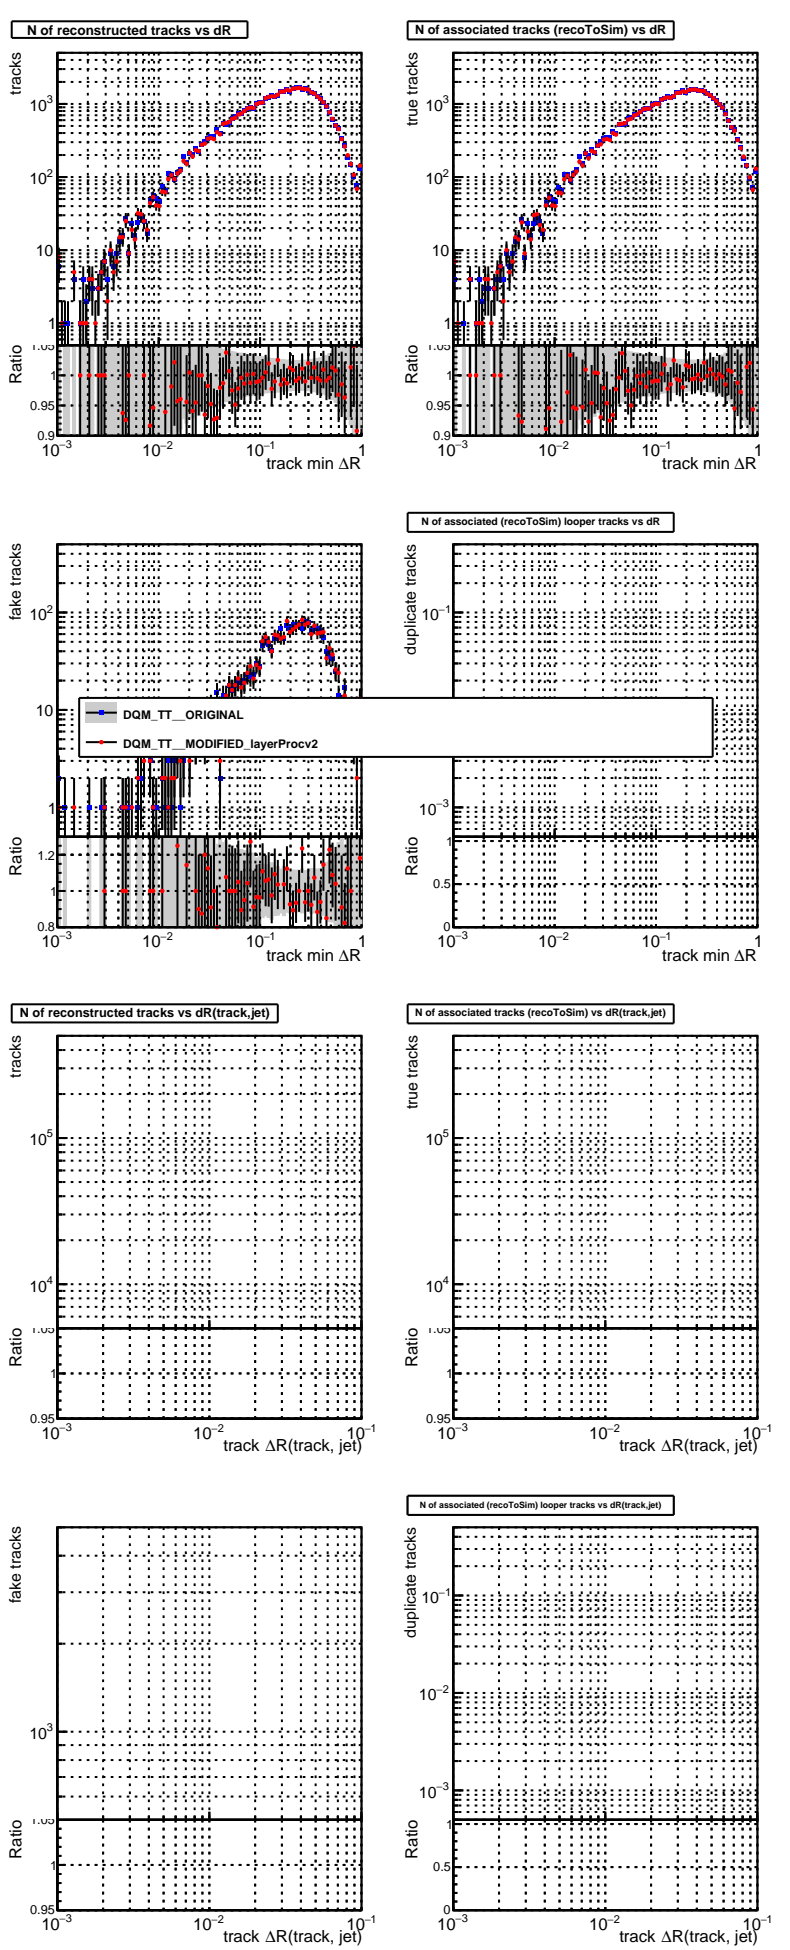 N of reconstructed tracks vs dR
N of associated tracks (recoToSim) vs dR
tracks
10³
10²
10
1
Ratio
1.05
1
0.95
0.9
10⁻³ 10⁻² 10⁻¹ 1
track min ΔR
true tracks
10³
10²
10
1
Ratio
1.05
1
0.95
0.9
10⁻³ 10⁻² 10⁻¹ 1
track min ΔR
N of associated (recoToSim) looper tracks vs dR
fake tracks
10²
10
1
Ratio
1.2
1
0.8
10⁻³ 10⁻² 10⁻¹ 1
track min ΔR
duplicate tracks
10⁻¹
10⁻³
Ratio
1
0.5
0
10⁻³ 10⁻² 10⁻¹ 1
track min ΔR
DQM_TT__ORIGINAL
DQM_TT__MODIFIED_layerProcv2
N of reconstructed tracks vs dR(track,jet)
N of associated tracks (recoToSim) vs dR(track,jet)
tracks
10⁵
10⁴
Ratio
1.05
1
0.95
10⁻³ 10⁻² 10⁻¹
track ΔR(track, jet)
true tracks
10⁵
10⁴
Ratio
1.05
1
0.95
10⁻³ 10⁻² 10⁻¹
track ΔR(track, jet)
N of associated (recoToSim) looper tracks vs dR(track,jet)
fake tracks
10³
Ratio
1.05
1
0.95
10⁻³ 10⁻² 10⁻¹
track ΔR(track, jet)
duplicate tracks
10⁻¹
10⁻²
10⁻³
Ratio
1
0.5
0
10⁻³ 10⁻² 10⁻¹
track ΔR(track, jet)